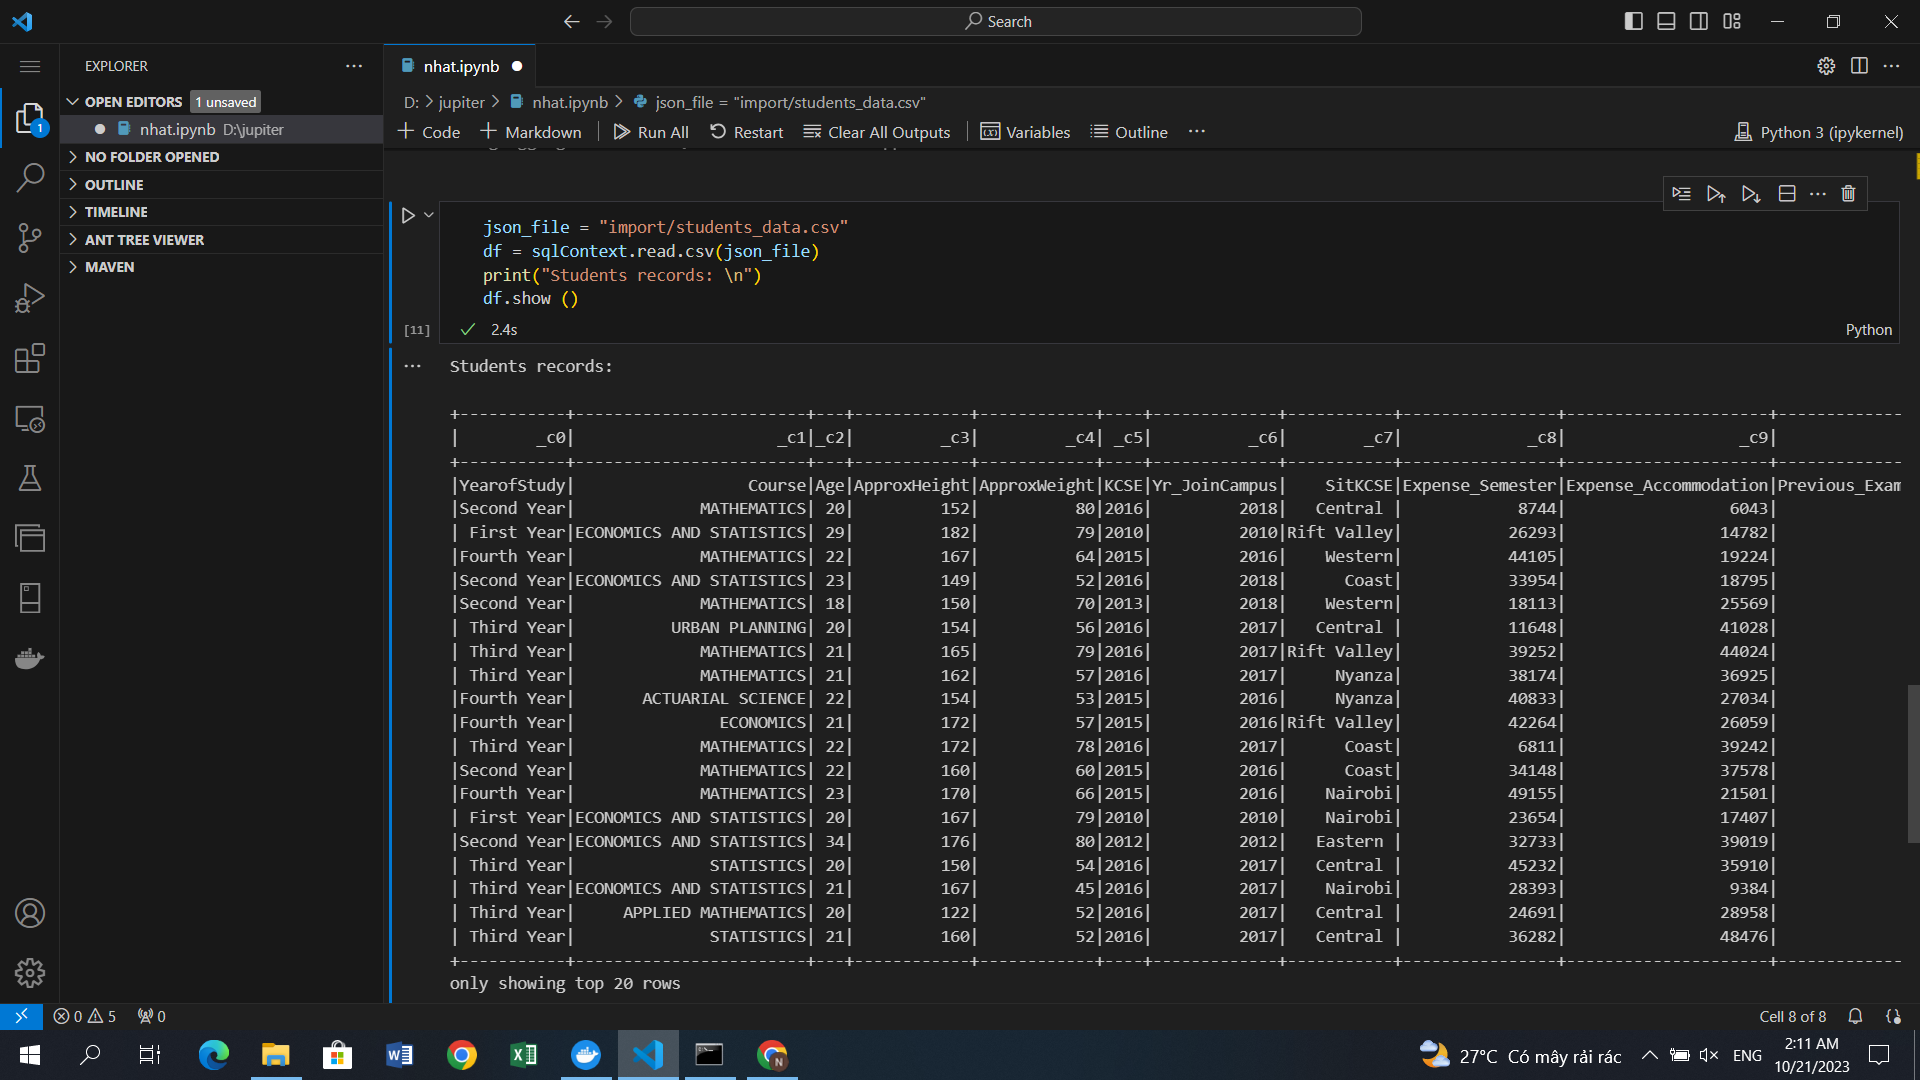 Search
EXPLORER
nhat.ipynb
OPEN EDITORS 1 unsaved
nhat.ipynb D:\jupiter
NO FOLDER OPENED
OUTLINE
TIMELINE
ANT TREE VIEWER
MAVEN
D: > jupiter > nhat.ipynb > json_file = "import/students_data.csv"
+ Code + Markdown Run All Restart Clear All Outputs Variables Outline ... Python 3 (ipykernel)
json_file = "import/students_data.csv"
df = sqlContext.read.csv(json_file)
print("Students records: \n")
df.show ()
[11] 2.4s Python
Students records:
+-----------+------------------------+---+------------+------------+----+-------------+-----------+----------------+---------------------+-------------
|        _c0|                     _c1|_c2|         _c3|         _c4| _c5|          _c6|        _c7|             _c8|                  _c9|
+-----------+------------------------+---+------------+------------+----+-------------+-----------+----------------+---------------------+-------------
|YearofStudy|                  Course|Age|ApproxHeight|ApproxWeight|KCSE|Yr_JoinCampus|    SitKCSE|Expense_Semester|Expense_Accommodation|Previous_Exam
|Second Year|             MATHEMATICS| 20|         152|          80|2016|         2018|   Central |            8744|                 6043|
| First Year|ECONOMICS AND STATISTICS| 29|         182|          79|2010|         2010|Rift Valley|           26293|                14782|
|Fourth Year|             MATHEMATICS| 22|         167|          64|2015|         2016|    Western|           44105|                19224|
|Second Year|ECONOMICS AND STATISTICS| 23|         149|          52|2016|         2018|      Coast|           33954|                18795|
|Second Year|             MATHEMATICS| 18|         150|          70|2013|         2018|    Western|           18113|                25569|
| Third Year|          URBAN PLANNING| 20|         154|          56|2016|         2017|   Central |           11648|                41028|
| Third Year|             MATHEMATICS| 21|         165|          79|2016|         2017|Rift Valley|           39252|                44024|
| Third Year|             MATHEMATICS| 21|         162|          57|2016|         2017|     Nyanza|           38174|                36925|
|Fourth Year|       ACTUARIAL SCIENCE| 22|         154|          53|2015|         2016|     Nyanza|           40833|                27034|
|Fourth Year|               ECONOMICS| 21|         172|          57|2015|         2016|Rift Valley|           42264|                26059|
| Third Year|             MATHEMATICS| 22|         172|          78|2016|         2017|      Coast|            6811|                39242|
|Second Year|             MATHEMATICS| 22|         160|          60|2015|         2016|      Coast|           34148|                37578|
|Fourth Year|             MATHEMATICS| 23|         170|          66|2015|         2016|    Nairobi|           49155|                21501|
| First Year|ECONOMICS AND STATISTICS| 20|         167|          79|2010|         2010|    Nairobi|           23654|                17407|
|Second Year|ECONOMICS AND STATISTICS| 34|         176|          80|2012|         2012|   Eastern |           32733|                39019|
| Third Year|              STATISTICS| 20|         150|          54|2016|         2017|   Central |           45232|                35910|
| Third Year|ECONOMICS AND STATISTICS| 21|         167|          45|2016|         2017|    Nairobi|           28393|                 9384|
| Third Year|     APPLIED MATHEMATICS| 20|         122|          52|2016|         2017|   Central |           24691|                28958|
| Third Year|              STATISTICS| 21|         160|          52|2016|         2017|   Central |           36282|                48476|
+-----------+------------------------+---+------------+------------+----+-------------+-----------+----------------+---------------------+-------------
only showing top 20 rows
0 5 0 Cell 8 of 8
27°C Có mây rải rác ENG 2:11 AM
10/21/2023